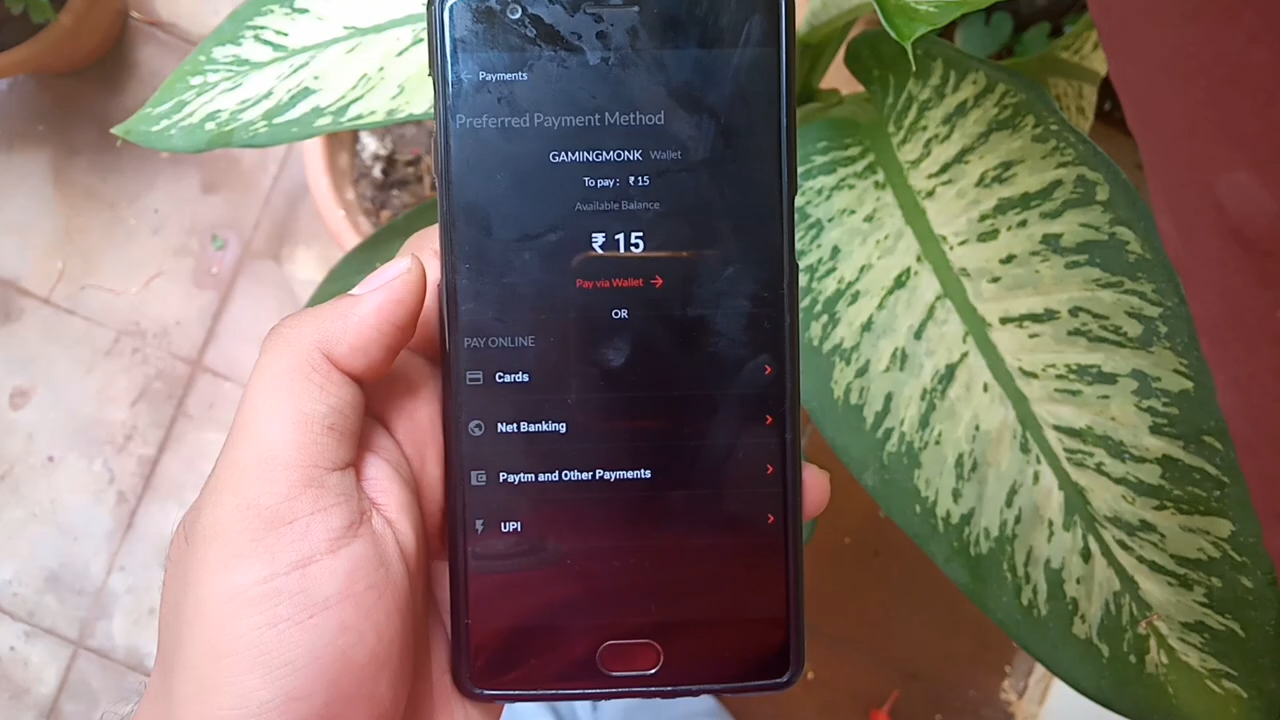 Payments
Preferred Payment Method
GAMINGMONK Wallet
To pay : ₹ 15
Available Balance
₹ 15
Pay via Wallet →
OR
PAY ONLINE
Cards
Net Banking
Paytm and Other Payments
UPI